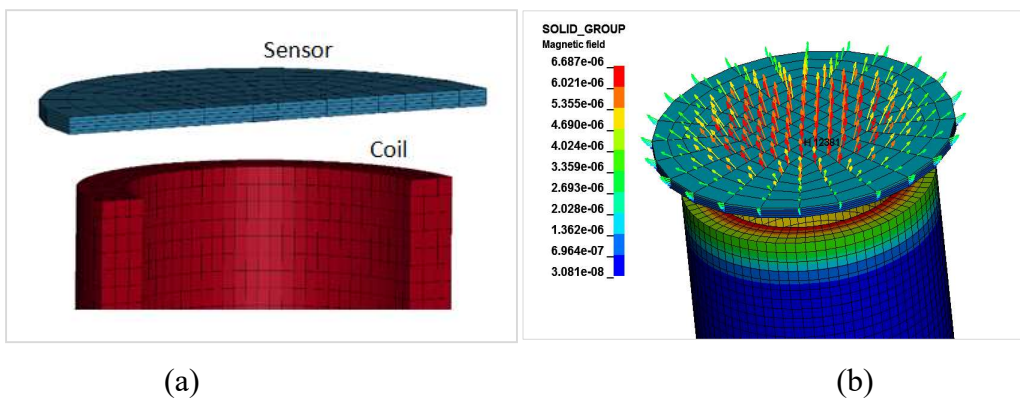 Sensor
Coil
SOLID_GROUP
Magnetic field
6.687e-06
6.021e-06
5.355e-06
4.690e-06
4.024e-06
3.359e-06
2.693e-06
2.028e-06
1.362e-06
6.964e-07
3.081e-08
H 12381
(a)
(b)